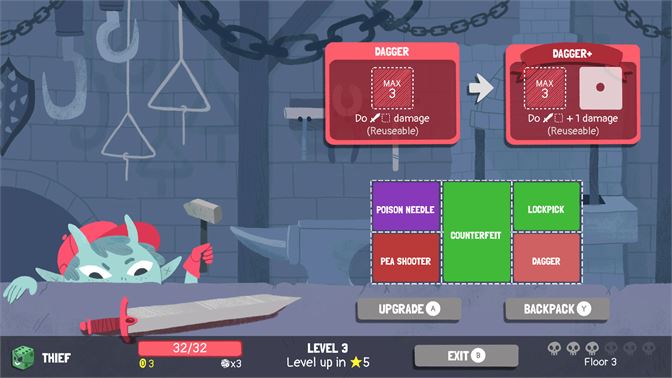 DAGGER
MAX
3
Do damage
(Reuseable)
DAGGER+
MAX
3
Do + 1 damage
(Reuseable)
POISON NEEDLE
COUNTERFEIT
LOCKPICK
PEA SHOOTER
DAGGER
UPGRADE A
BACKPACK Y
THIEF
32/32
3
x3
LEVEL 3
Level up in 5
EXIT B
Floor 3